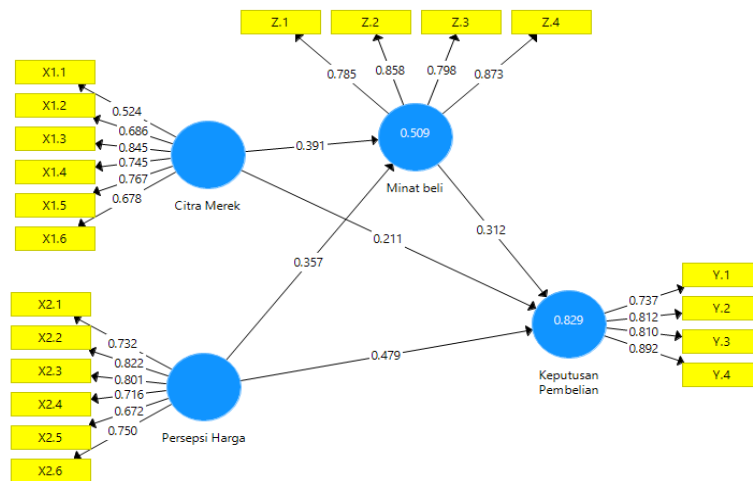 Z.1
Z.2
Z.3
Z.4
0.785
0.858
0.798
0.873
X1.1
X1.2
X1.3
X1.4
X1.5
X1.6
0.524
0.686
0.845
0.745
0.767
0.678
Citra Merek
0.391
0.509
Minat beli
0.211
0.357
0.312
0.479
X2.1
X2.2
X2.3
X2.4
X2.5
X2.6
0.732
0.822
0.801
0.716
0.672
0.750
Persepsi Harga
0.829
Keputusan
Pembelian
0.737
0.812
0.810
0.892
Y.1
Y.2
Y.3
Y.4